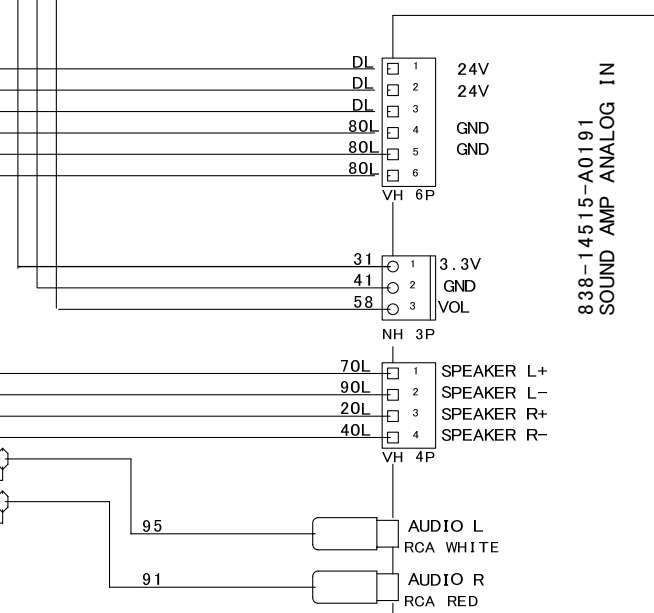 DL 1 24V
DL 2 24V
DL 3
80L 4 GND
80L 5 GND
80L 6
VH 6P
31 1 3.3V
41 2 GND
58 3 VOL
NH 3P
70L 1 SPEAKER L+
90L 2 SPEAKER L-
20L 3 SPEAKER R+
40L 4 SPEAKER R-
VH 4P
95 AUDIO L
RCA WHITE
91 AUDIO R
RCA RED
838-14515-A0191
SOUND AMP ANALOG IN